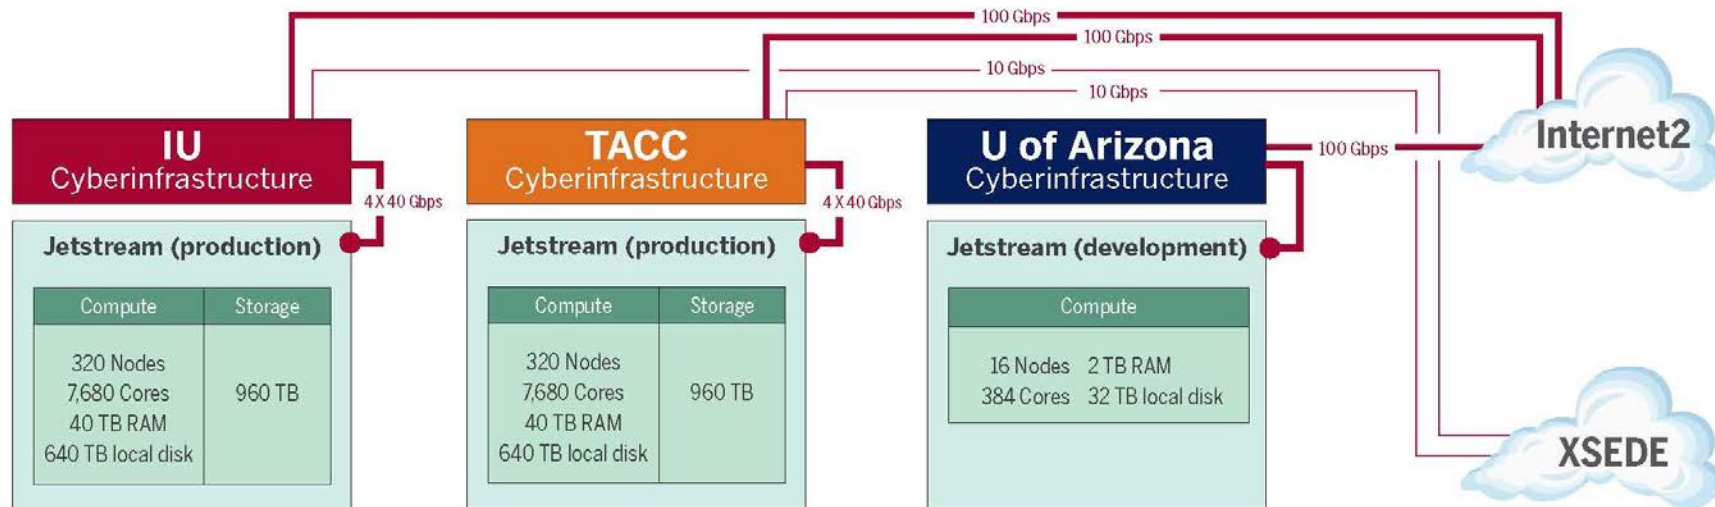 100 Gbps
100 Gbps
10 Gbps
10 Gbps
IU
Cyberinfrastructure
4 X 40 Gbps
TACC
Cyberinfrastructure
4 X 40 Gbps
U of Arizona
Cyberinfrastructure
100 Gbps
Internet2
Jetstream (production)
Compute Storage
320 Nodes
7,680 Cores
40 TB RAM
640 TB local disk
960 TB
Jetstream (production)
Compute Storage
320 Nodes
7,680 Cores
40 TB RAM
640 TB local disk
960 TB
Jetstream (development)
Compute
16 Nodes 2 TB RAM
384 Cores 32 TB local disk
XSEDE